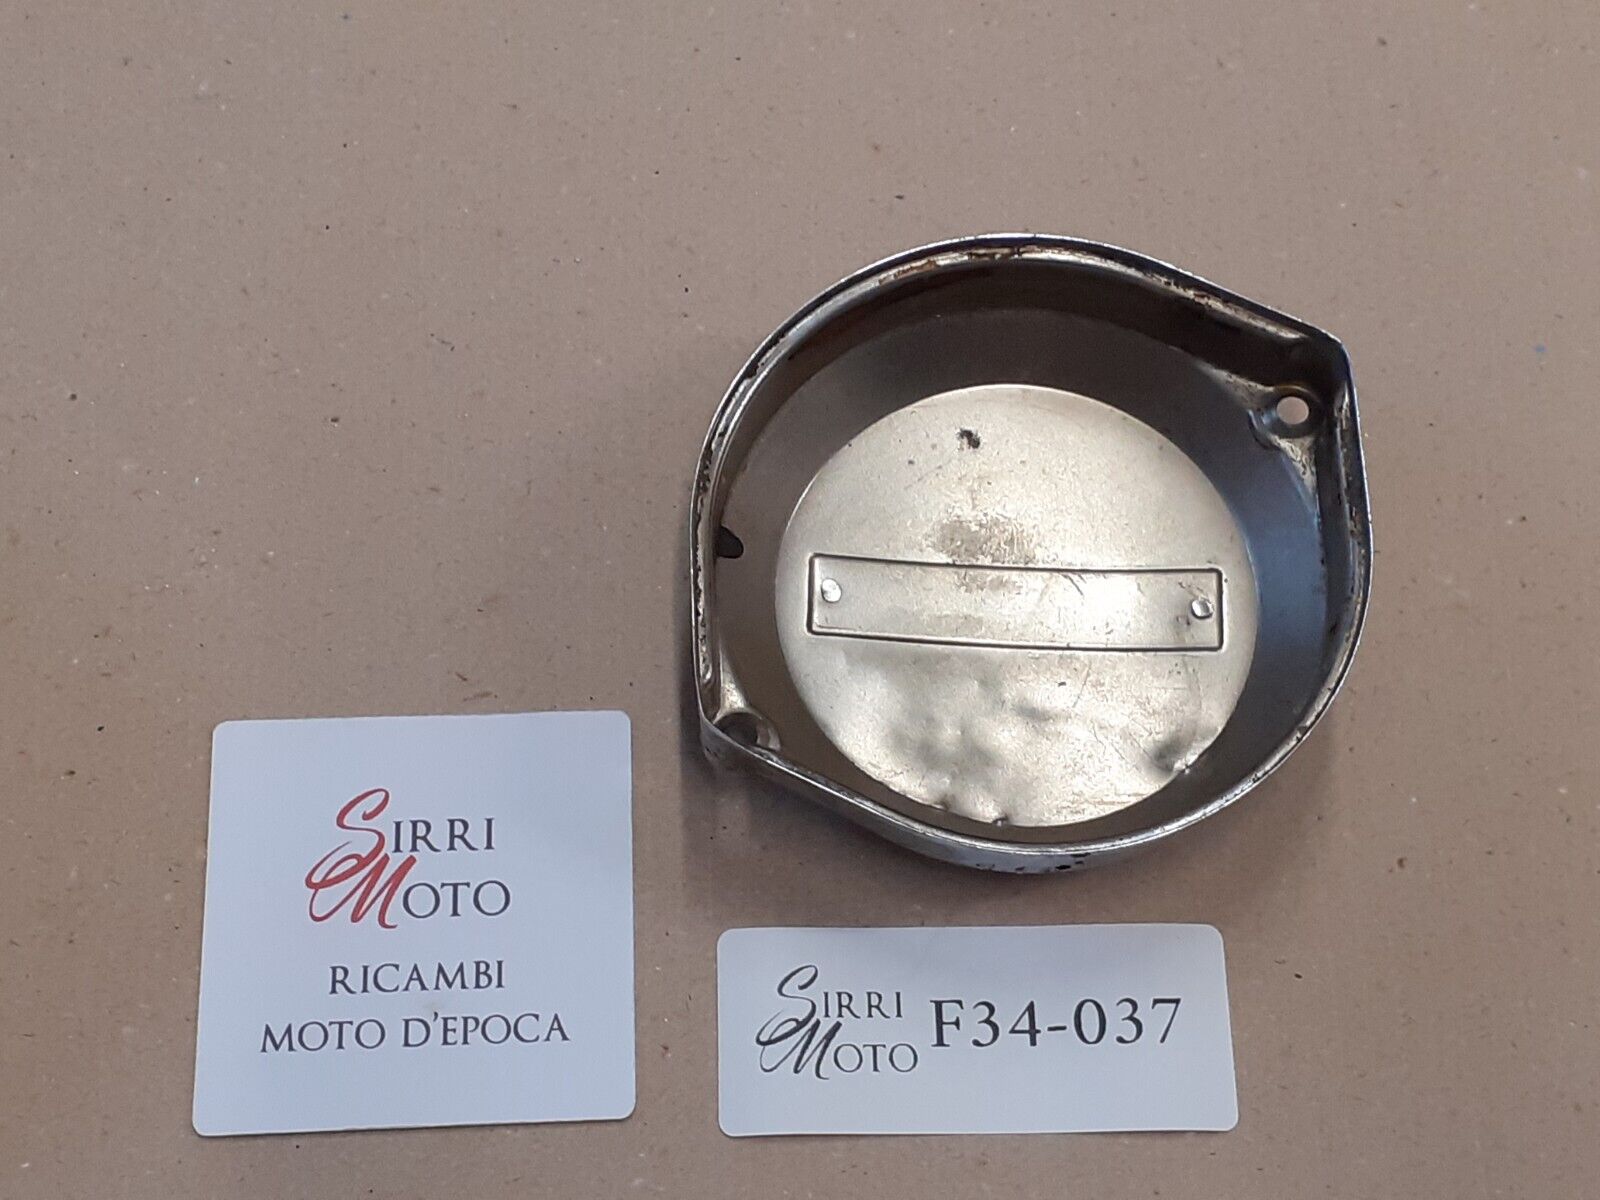 SIRRI
MOTO
RICAMBI
MOTO D'EPOCA
SIRRI
MOTO
F34-037